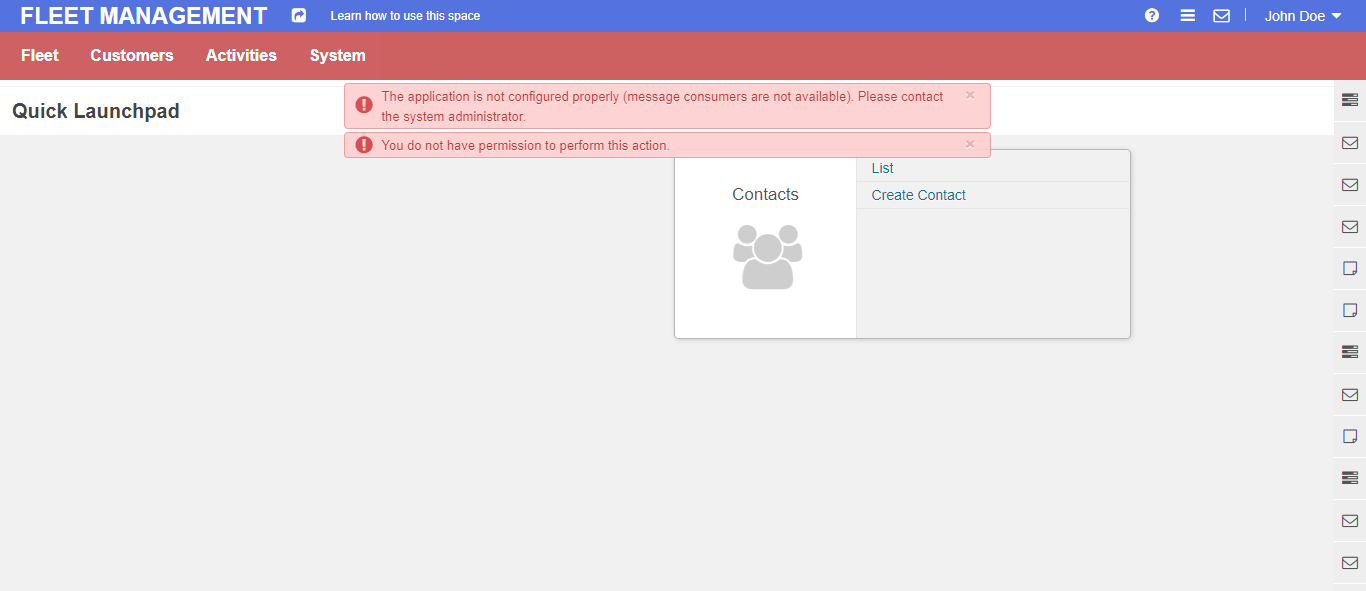 FLEET MANAGEMENT Learn how to use this space John Doe
Fleet Customers Activities System
Quick Launchpad
The application is not configured properly (message consumers are not available). Please contact
the system administrator.
You do not have permission to perform this action.
Contacts
List
Create Contact